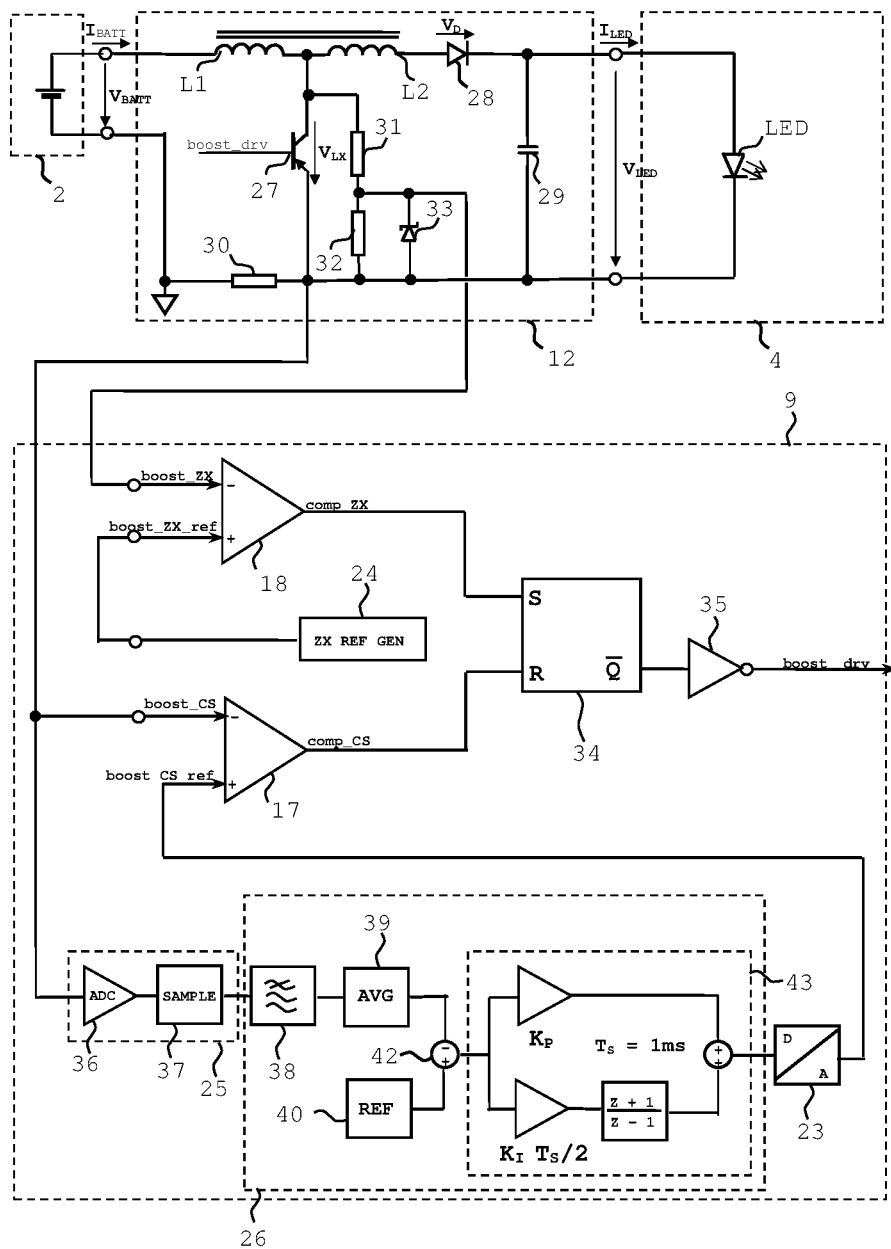 I_BATT
V_D
I_LED
L1
L2
28
V_BATT
31
LED
boost_drv
V_LX
27
V_LED
29
2
33
30
32
12
4
9
boost_ZX
-
comp_ZX
boost_ZX_ref
+
18
24
S
35
ZX REF GEN
R
Q
boost_drv
boost_CS
-
34
comp_CS
boost CS ref
+
17
39
43
ADC
SAMPLE
AVG
K_P
T_S = 1ms
D
A
36
37
25
38
42
-
+
+
+
40
REF
z + 1
z - 1
23
K_I T_S/2
26